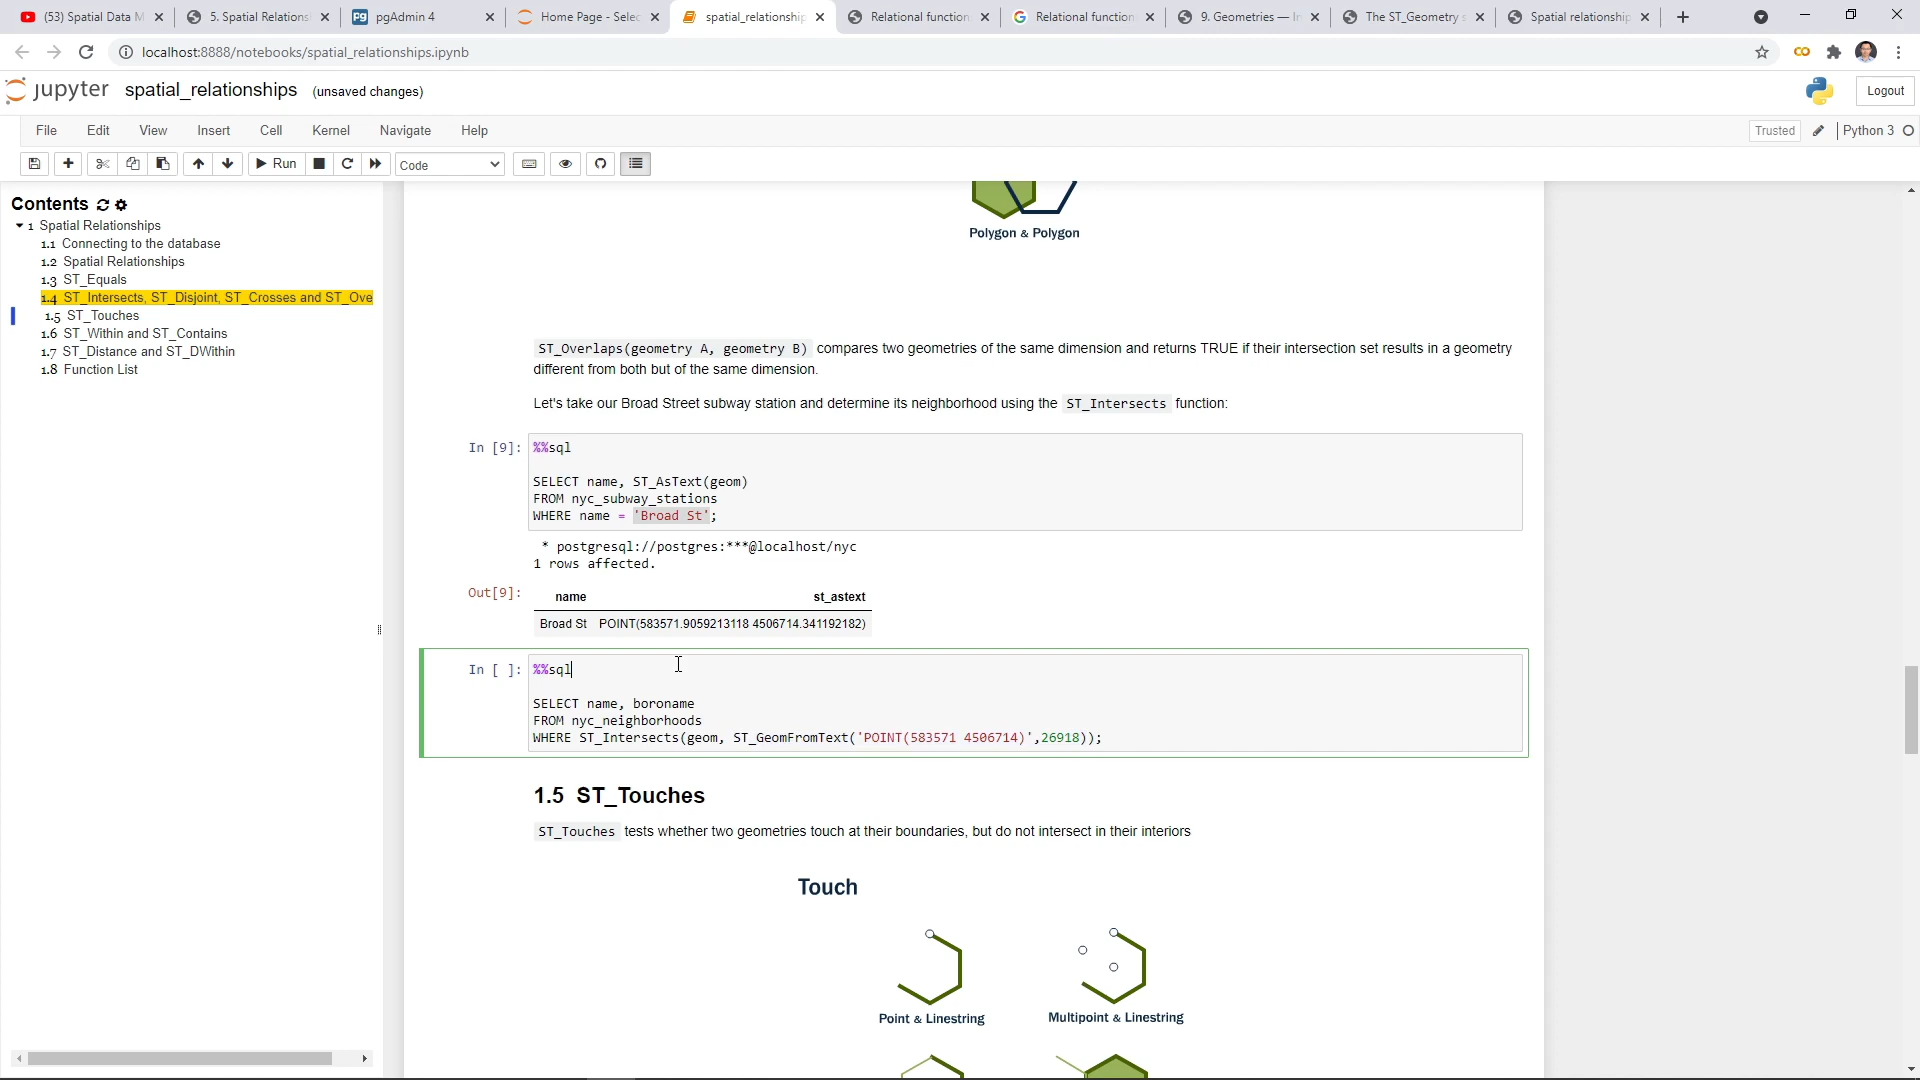 (53) Spatial Data M
5. Spatial Relations
pgAdmin 4
Home Page - Selec
spatial_relationship
Relational function
Relational function
9. Geometries — In
The ST_Geometry s
Spatial relationship
localhost:8888/notebooks/spatial_relationships.ipynb
jupyter spatial_relationships (unsaved changes)
Logout
File Edit View Insert Cell Kernel Navigate Help
Trusted Python 3
Run Code
Contents
1 Spatial Relationships
1.1 Connecting to the database
1.2 Spatial Relationships
1.3 ST_Equals
1.4 ST_Intersects, ST_Disjoint, ST_Crosses and ST_Ove
1.5 ST_Touches
1.6 ST_Within and ST_Contains
1.7 ST_Distance and ST_DWithin
1.8 Function List
Polygon & Polygon
ST_Overlaps(geometry A, geometry B) compares two geometries of the same dimension and returns TRUE if their intersection set results in a geometry
different from both but of the same dimension.
Let's take our Broad Street subway station and determine its neighborhood using the ST_Intersects function:
In [9]: %%sql
SELECT name, ST_AsText(geom)
FROM nyc_subway_stations
WHERE name = 'Broad St';
* postgresql://postgres:***@localhost/nyc
1 rows affected.
Out[9]: name st_astext
Broad St POINT(583571.9059213118 4506714.341192182)
In [ ]: %%sql
SELECT name, boroname
FROM nyc_neighborhoods
WHERE ST_Intersects(geom, ST_GeomFromText('POINT(583571 4506714)',26918));
1.5 ST_Touches
ST_Touches tests whether two geometries touch at their boundaries, but do not intersect in their interiors
Touch
Point & Linestring
Multipoint & Linestring